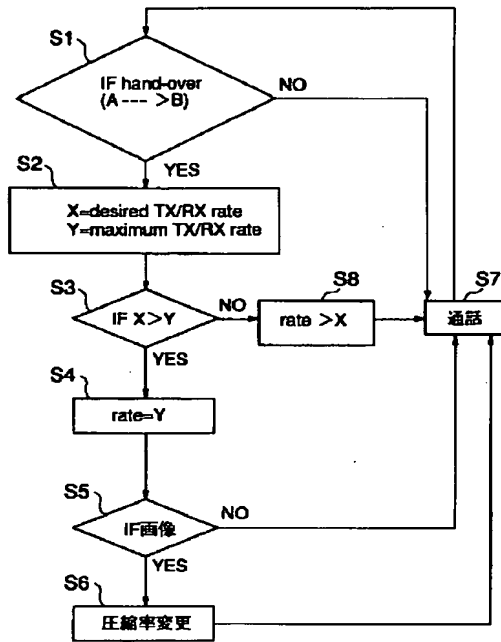 S1
IF hand-over
(A --- >B)
NO
YES
S2
X=desired TX/RX rate
Y=maximum TX/RX rate
S3
IF X>Y
NO
YES
S8
rate >X
S7
通話
S4
rate=Y
S5
IF画像
NO
YES
S6
圧縮率変更